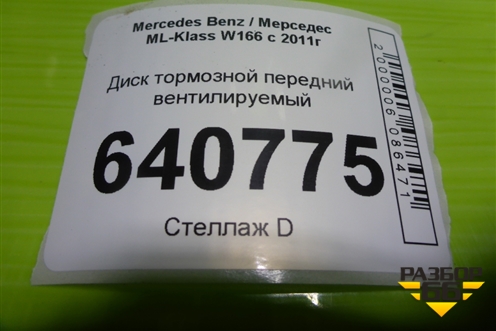 Mercedes Benz / Мерседес
ML-Klass W166 с 2011г
Диск тормозной передний
вентилируемый
640775
Стеллаж D
2000006086471
РАЗБОР